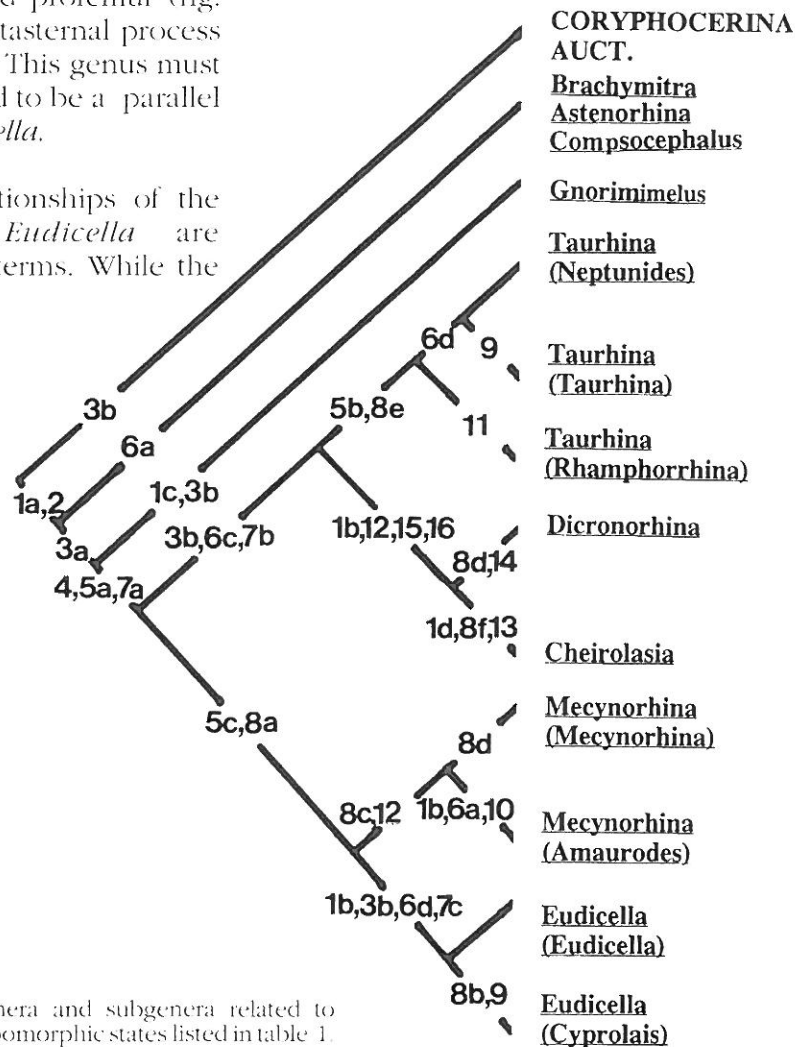 d profemur (fig.
tasternal process
This genus must
d to be a parallel
ella.
tionships of the
Eudicella are
terms. While the
CORYPHOCERINA
AUCT.
Brachymitra
Astenorhina
Compsocephalus
Gnorimimelus
Taurhina
(Neptunides)
Taurhina
(Taurhina)
Taurhina
(Rhamphorrhina)
Dicronorhina
Cheirolasia
Mecynorhina
(Mecynorhina)
Mecynorhina
(Amaurodes)
Eudicella
(Eudicella)
Eudicella
(Cyprolais)
3b
6a
1c,3b
1a,2
3a
4,5a,7a
3b,6c,7b
5b,8e
6d
9
11
1b,12,15,16
8d,14
1d,8f,13
5c,8a
8d
8c,12
1b,6a,10
1b,3b,6d,7c
8b,9
nera and subgenera related to
pomorphic states listed in table 1.